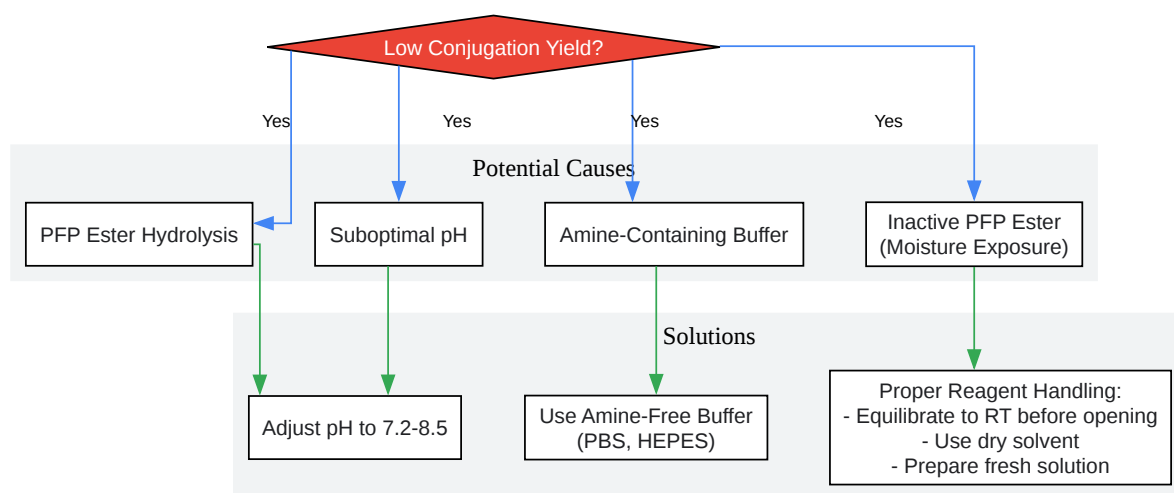 Low Conjugation Yield?
Yes
Yes
Yes
Yes
Potential Causes
PFP Ester Hydrolysis
Suboptimal pH
Amine-Containing Buffer
Inactive PFP Ester
(Moisture Exposure)
Solutions
Adjust pH to 7.2-8.5
Use Amine-Free Buffer
(PBS, HEPES)
Proper Reagent Handling:
- Equilibrate to RT before opening
- Use dry solvent
- Prepare fresh solution